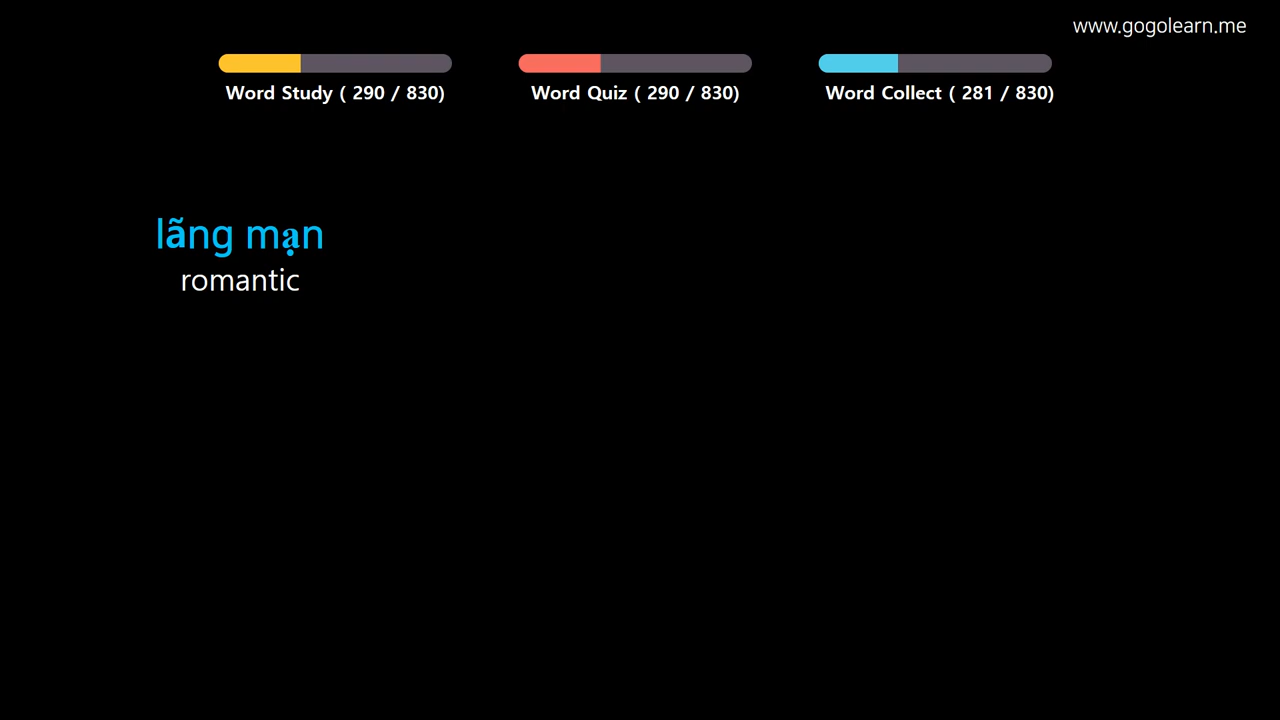 www.gogolearn.me
Word Study ( 290 / 830)
Word Quiz ( 290 / 830)
Word Collect ( 281 / 830)
lãng mạn
romantic